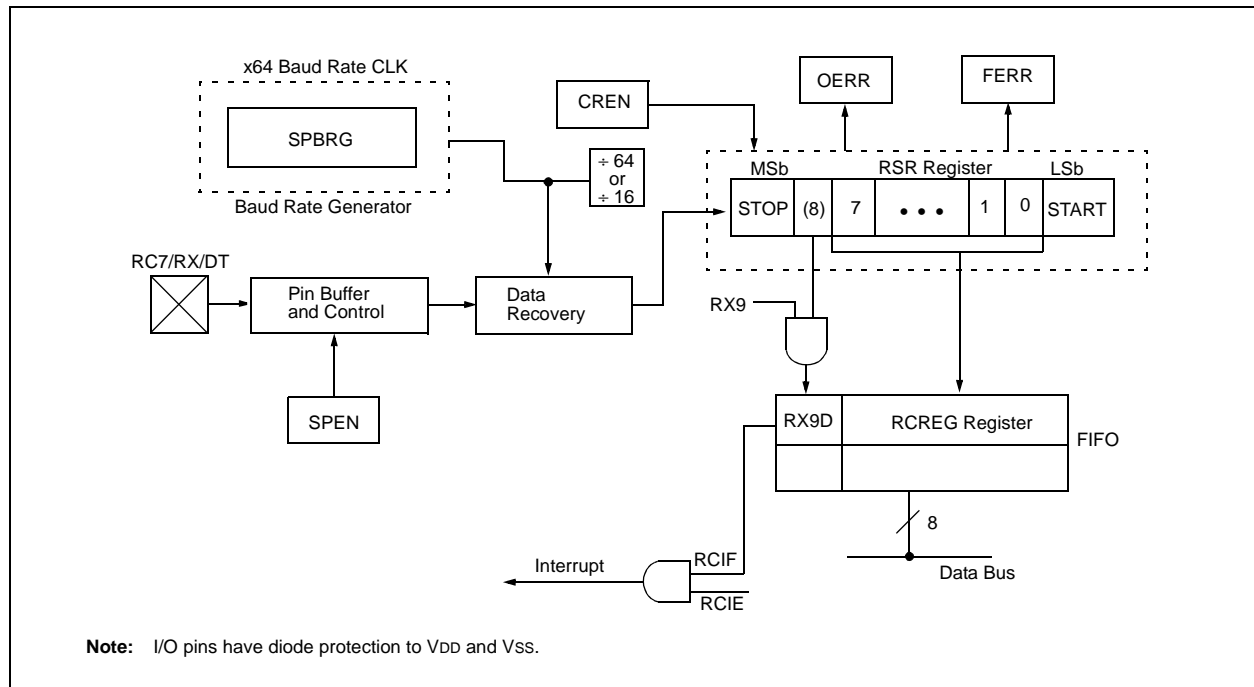 x64 Baud Rate CLK
SPBRG
Baud Rate Generator
CREN
OERR
FERR
÷ 64
or
÷ 16
MSb
RSR Register
LSb
STOP
(8)
7
• • •
1
0
START
RC7/RX/DT
Pin Buffer
and Control
Data
Recovery
RX9
SPEN
RX9D
RCREG Register
FIFO
8
Data Bus
Interrupt
RCIF
RCIE
Note: I/O pins have diode protection to VDD and VSS.